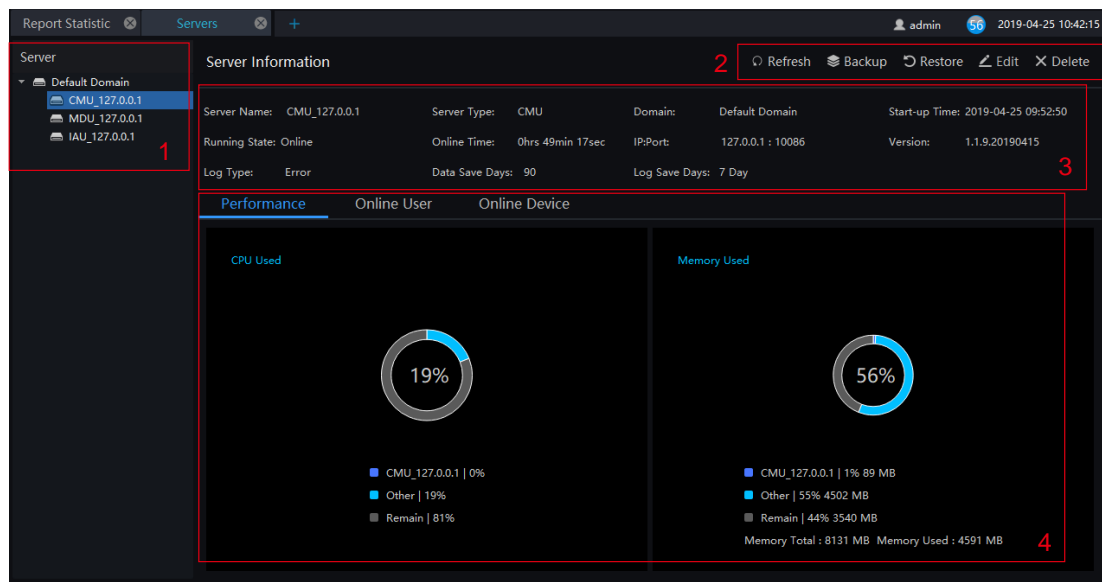 Report Statistic Servers + admin 56 2019-04-25 10:42:15
Server
Server Information
2
Refresh Backup Restore Edit Delete
Default Domain
CMU_127.0.0.1
MDU_127.0.0.1
IAU_127.0.0.1
1
Server Name: CMU_127.0.0.1 Server Type: CMU Domain: Default Domain Start-up Time: 2019-04-25 09:52:50
Running State: Online Online Time: 0hrs 49min 17sec IP:Port: 127.0.0.1 : 10086 Version: 1.1.9.20190415
Log Type: Error Data Save Days: 90 Log Save Days: 7 Day
3
Performance Online User Online Device
CPU Used
19%
CMU_127.0.0.1 | 0%
Other | 19%
Remain | 81%
Memory Used
56%
CMU_127.0.0.1 | 1% 89 MB
Other | 55% 4502 MB
Remain | 44% 3540 MB
Memory Total : 8131 MB Memory Used : 4591 MB
4